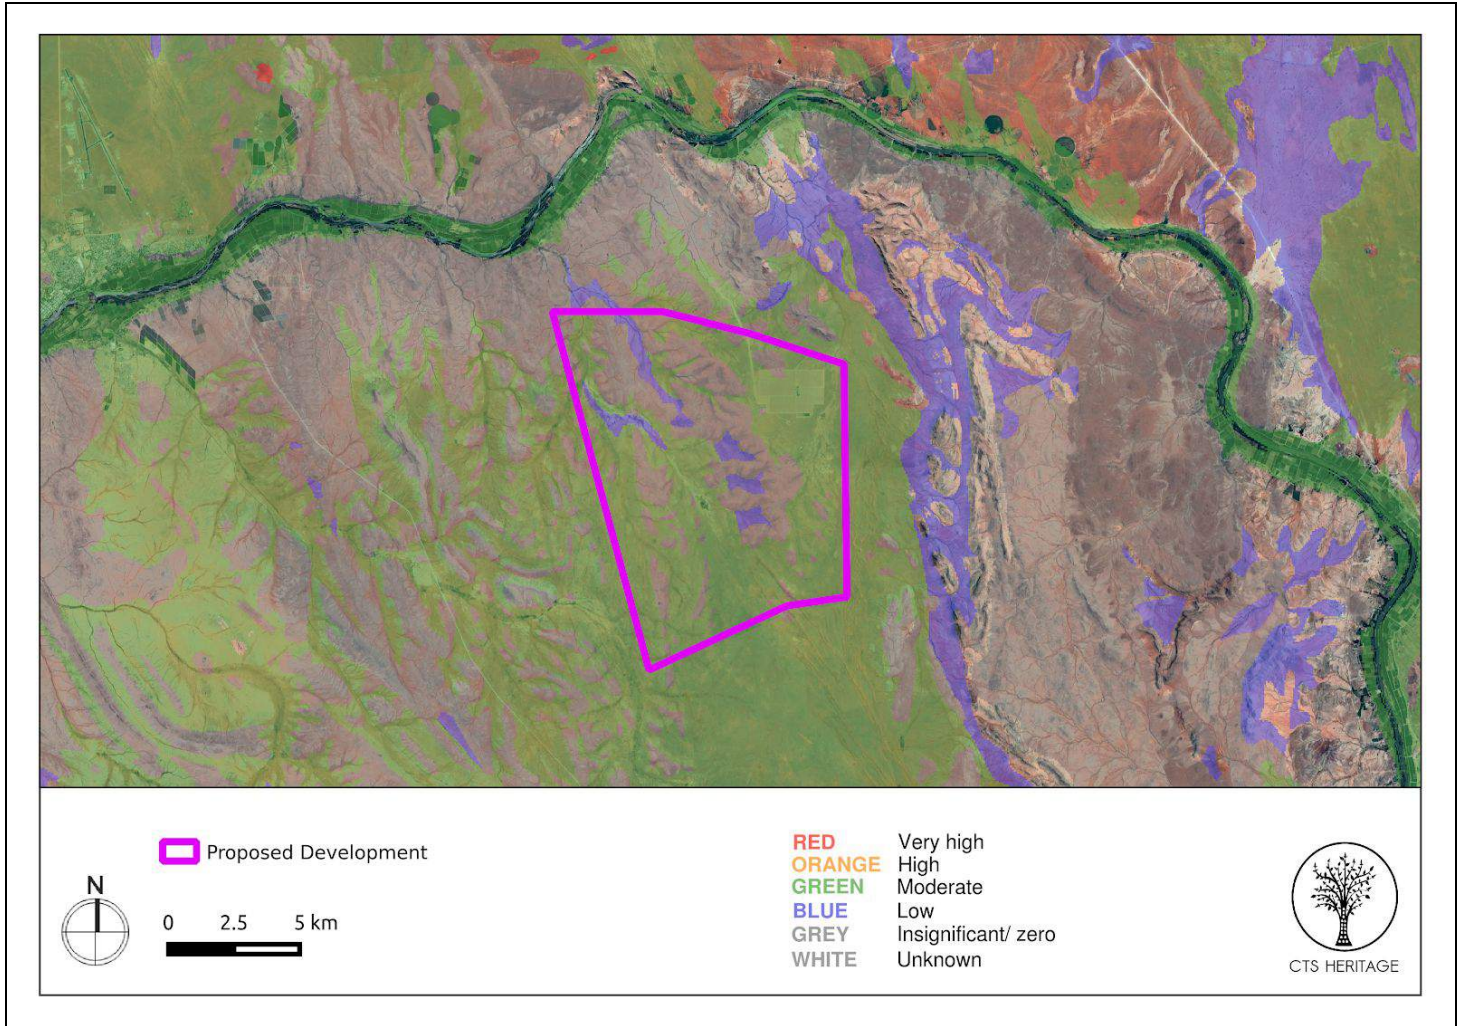 Proposed Development
N
0 2.5 5 km
RED Very high
ORANGE High
GREEN Moderate
BLUE Low
GREY Insignificant/ zero
WHITE Unknown
CTS HERITAGE